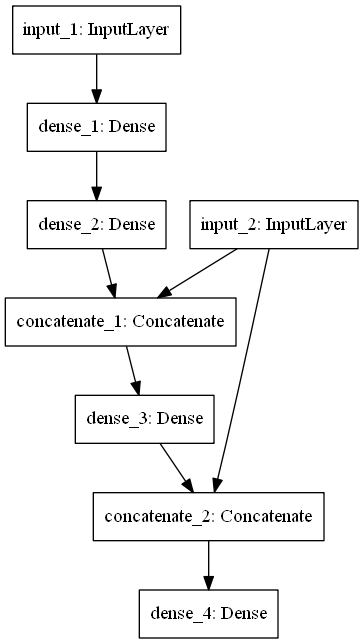 input_1: InputLayer
dense_1: Dense
dense_2: Dense
input_2: InputLayer
concatenate_1: Concatenate
dense_3: Dense
concatenate_2: Concatenate
dense_4: Dense